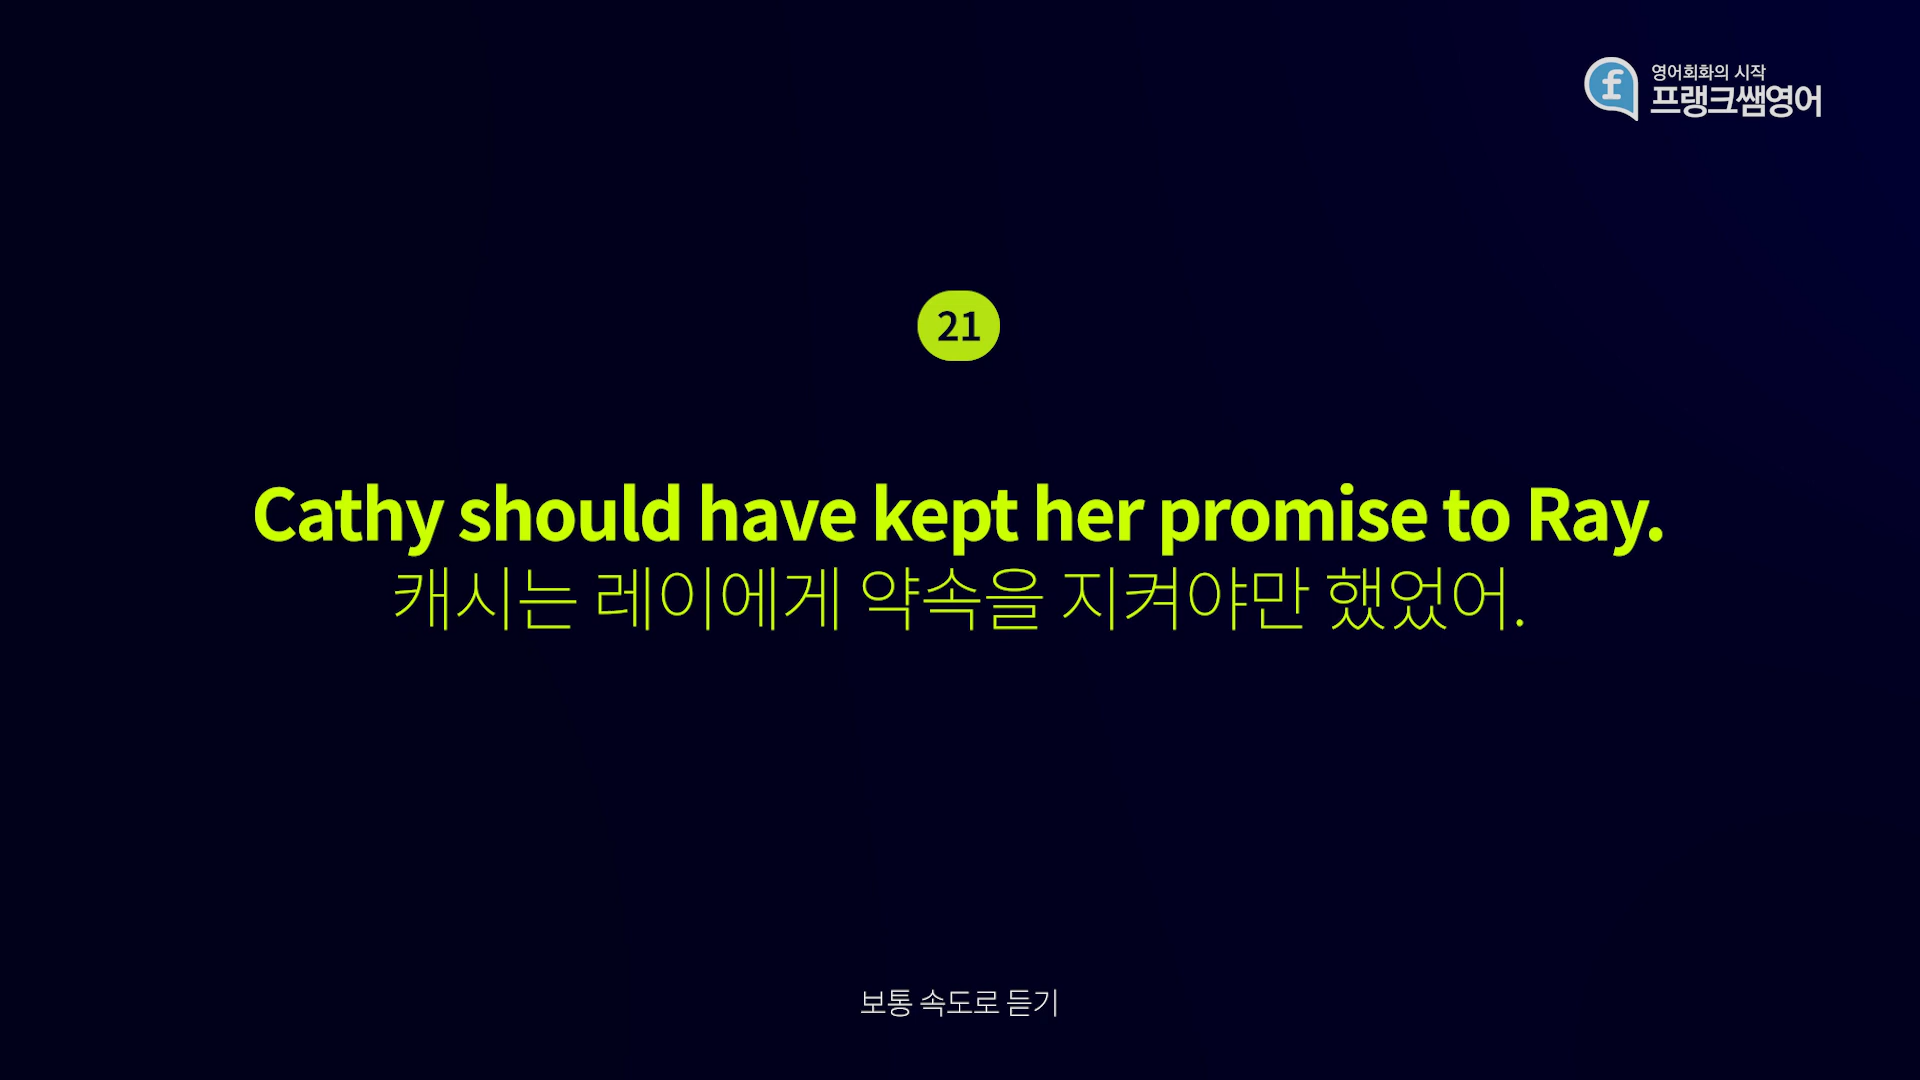 영어회화의 시작
프랭크쌤영어
21
Cathy should have kept her promise to Ray.
캐시는 레이에게 약속을 지켜야만 했었어.
보통 속도로 듣기